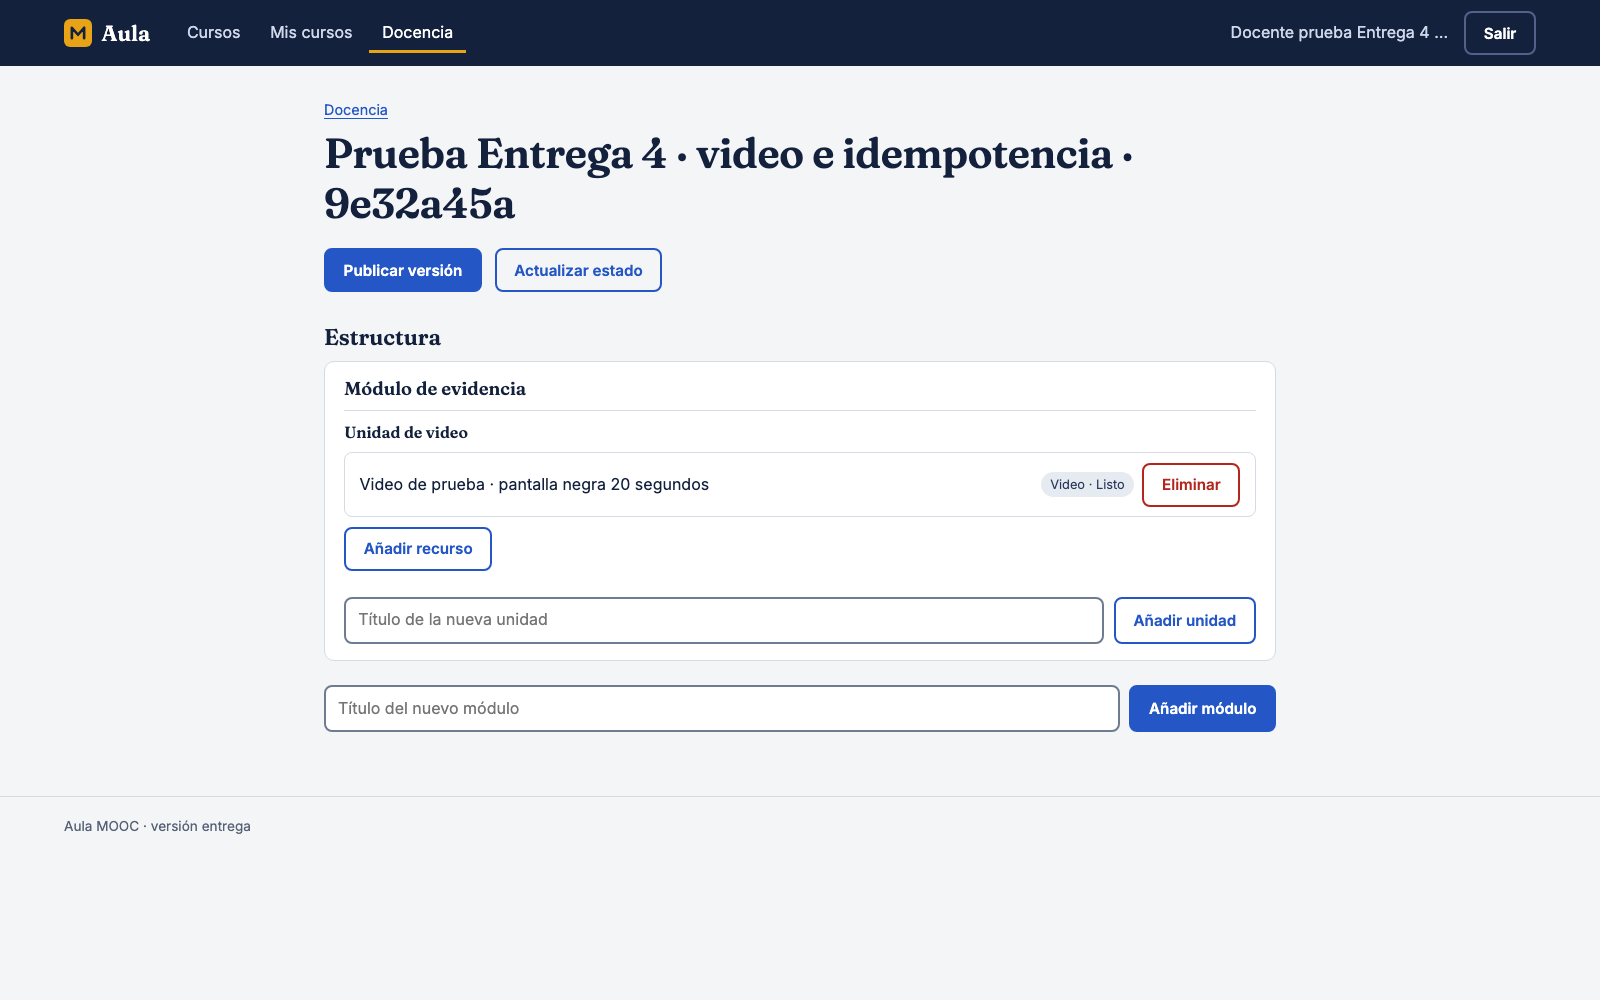 Aula
Cursos
Mis cursos
Docencia
Docente prueba Entrega 4 ...
Salir
Docencia
Prueba Entrega 4 · video e idempotencia ·
9e32a45a
Publicar versión
Actualizar estado
Estructura
Módulo de evidencia
Unidad de video
Video de prueba · pantalla negra 20 segundos
Video · Listo
Eliminar
Añadir recurso
Título de la nueva unidad
Añadir unidad
Título del nuevo módulo
Añadir módulo
Aula MOOC · versión entrega